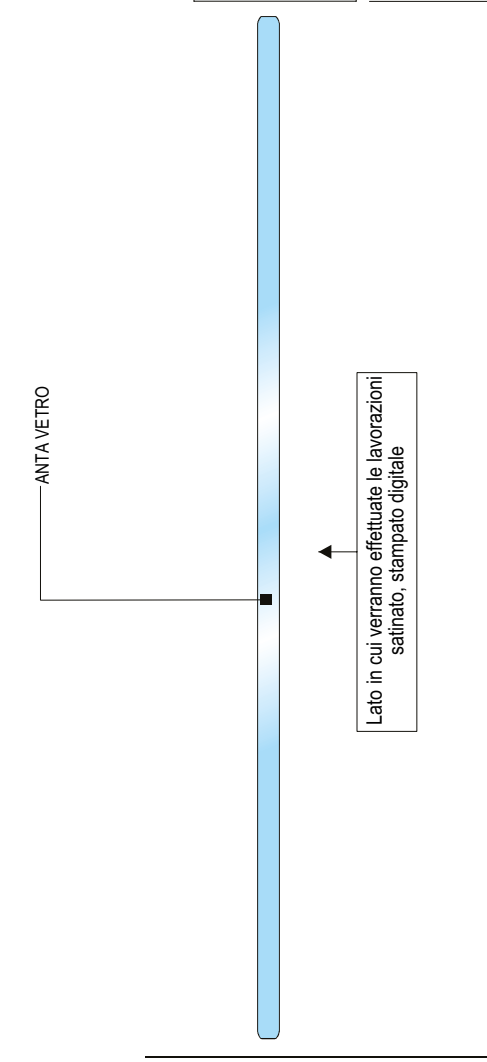 ANTA VETRO
Lato in cui verranno effettuate le lavorazioni
satinato, stampato digitale